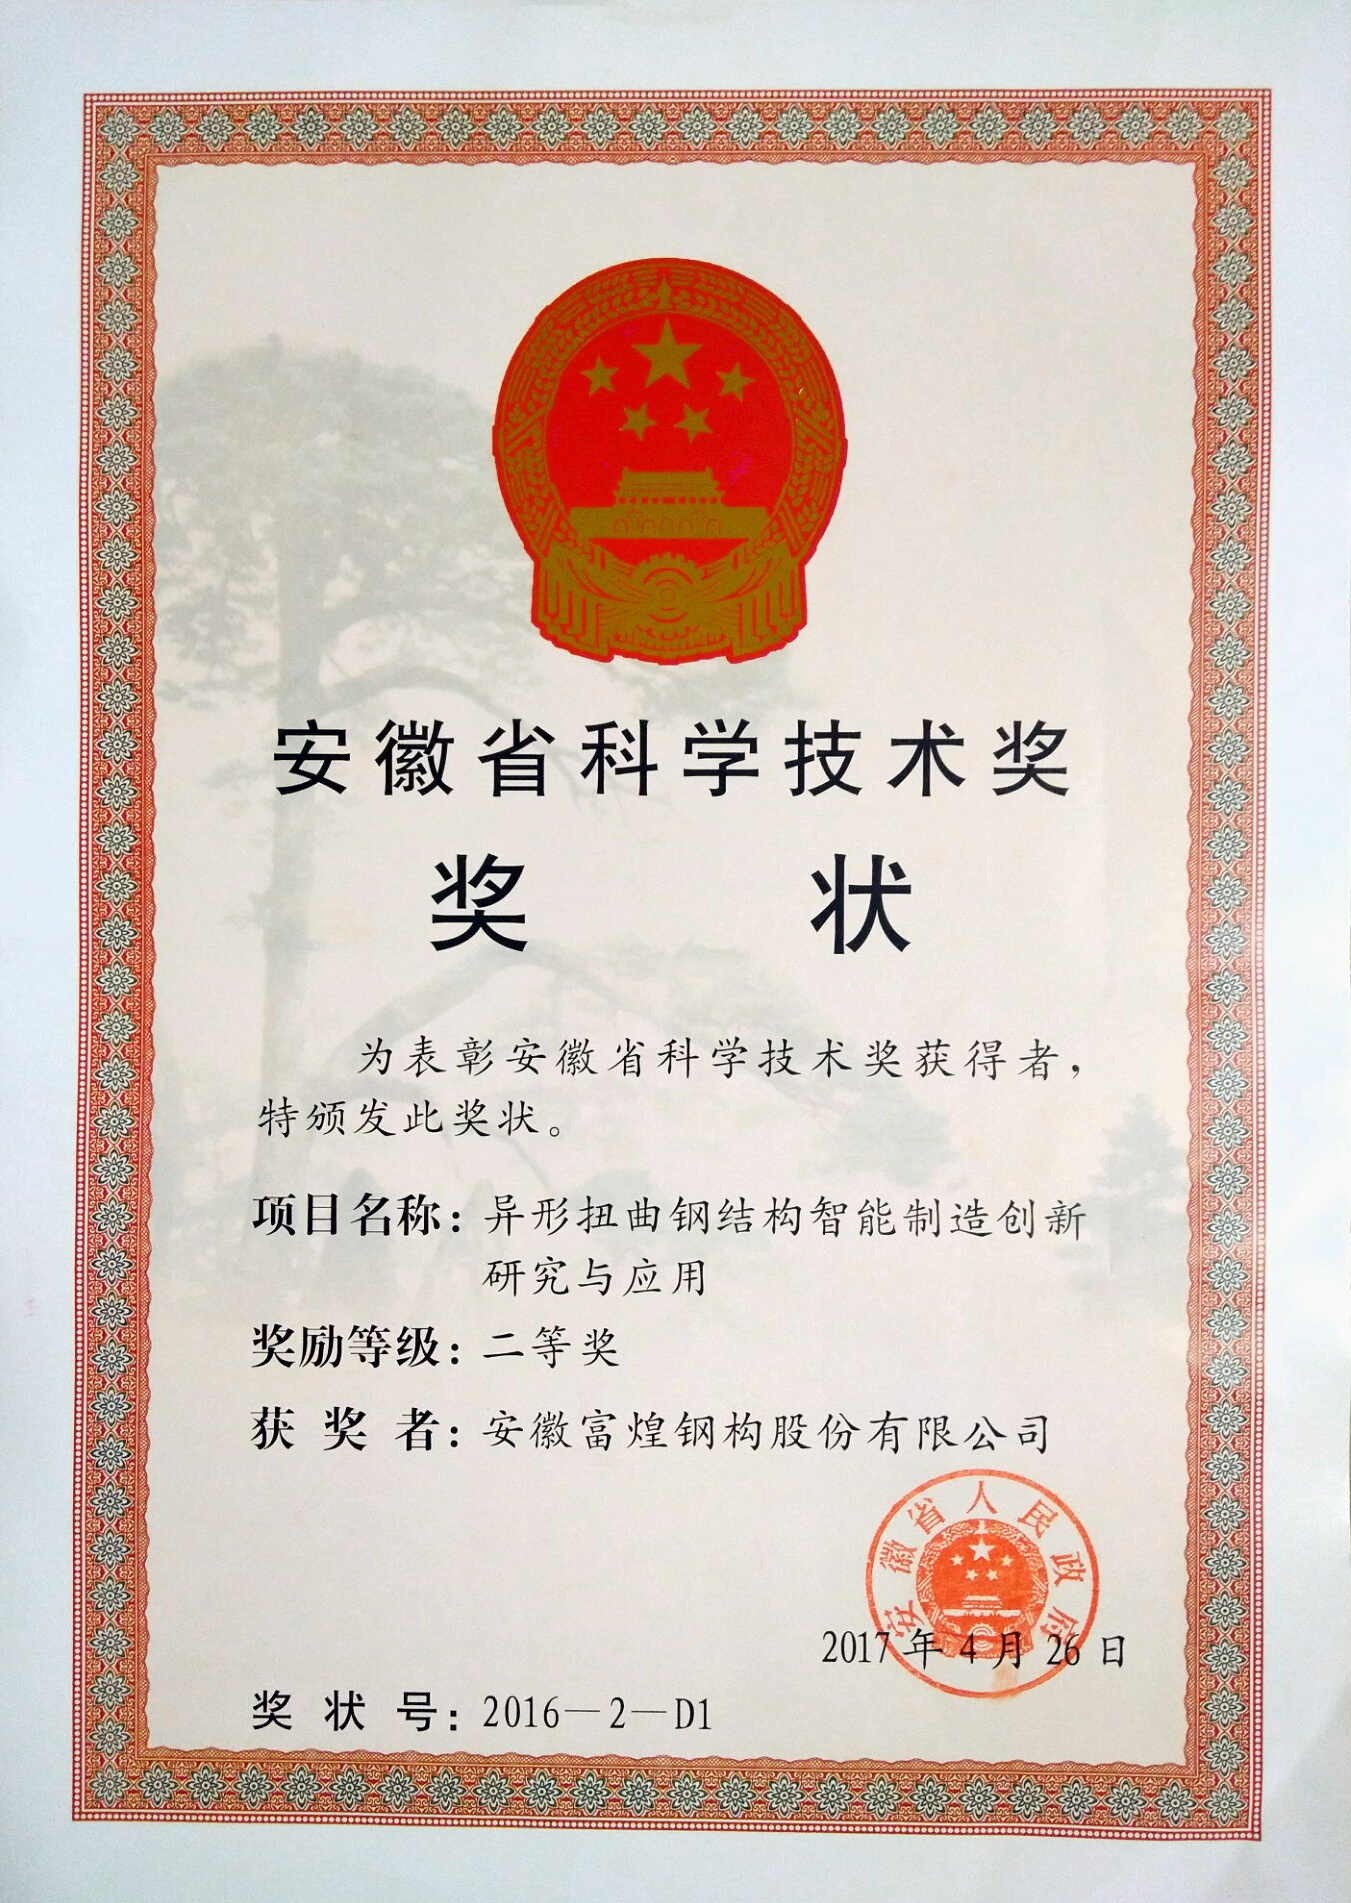 安徽省科学技术奖
奖状
为表彰安徽省科学技术奖获得者，
特颁发此奖状。
项目名称：异形扭曲钢结构智能制造创新
研究与应用
奖励等级：二等奖
获奖者：安徽富煌钢构股份有限公司
安徽省人民政府
2017年4月26日
奖状号：2016—2—D1